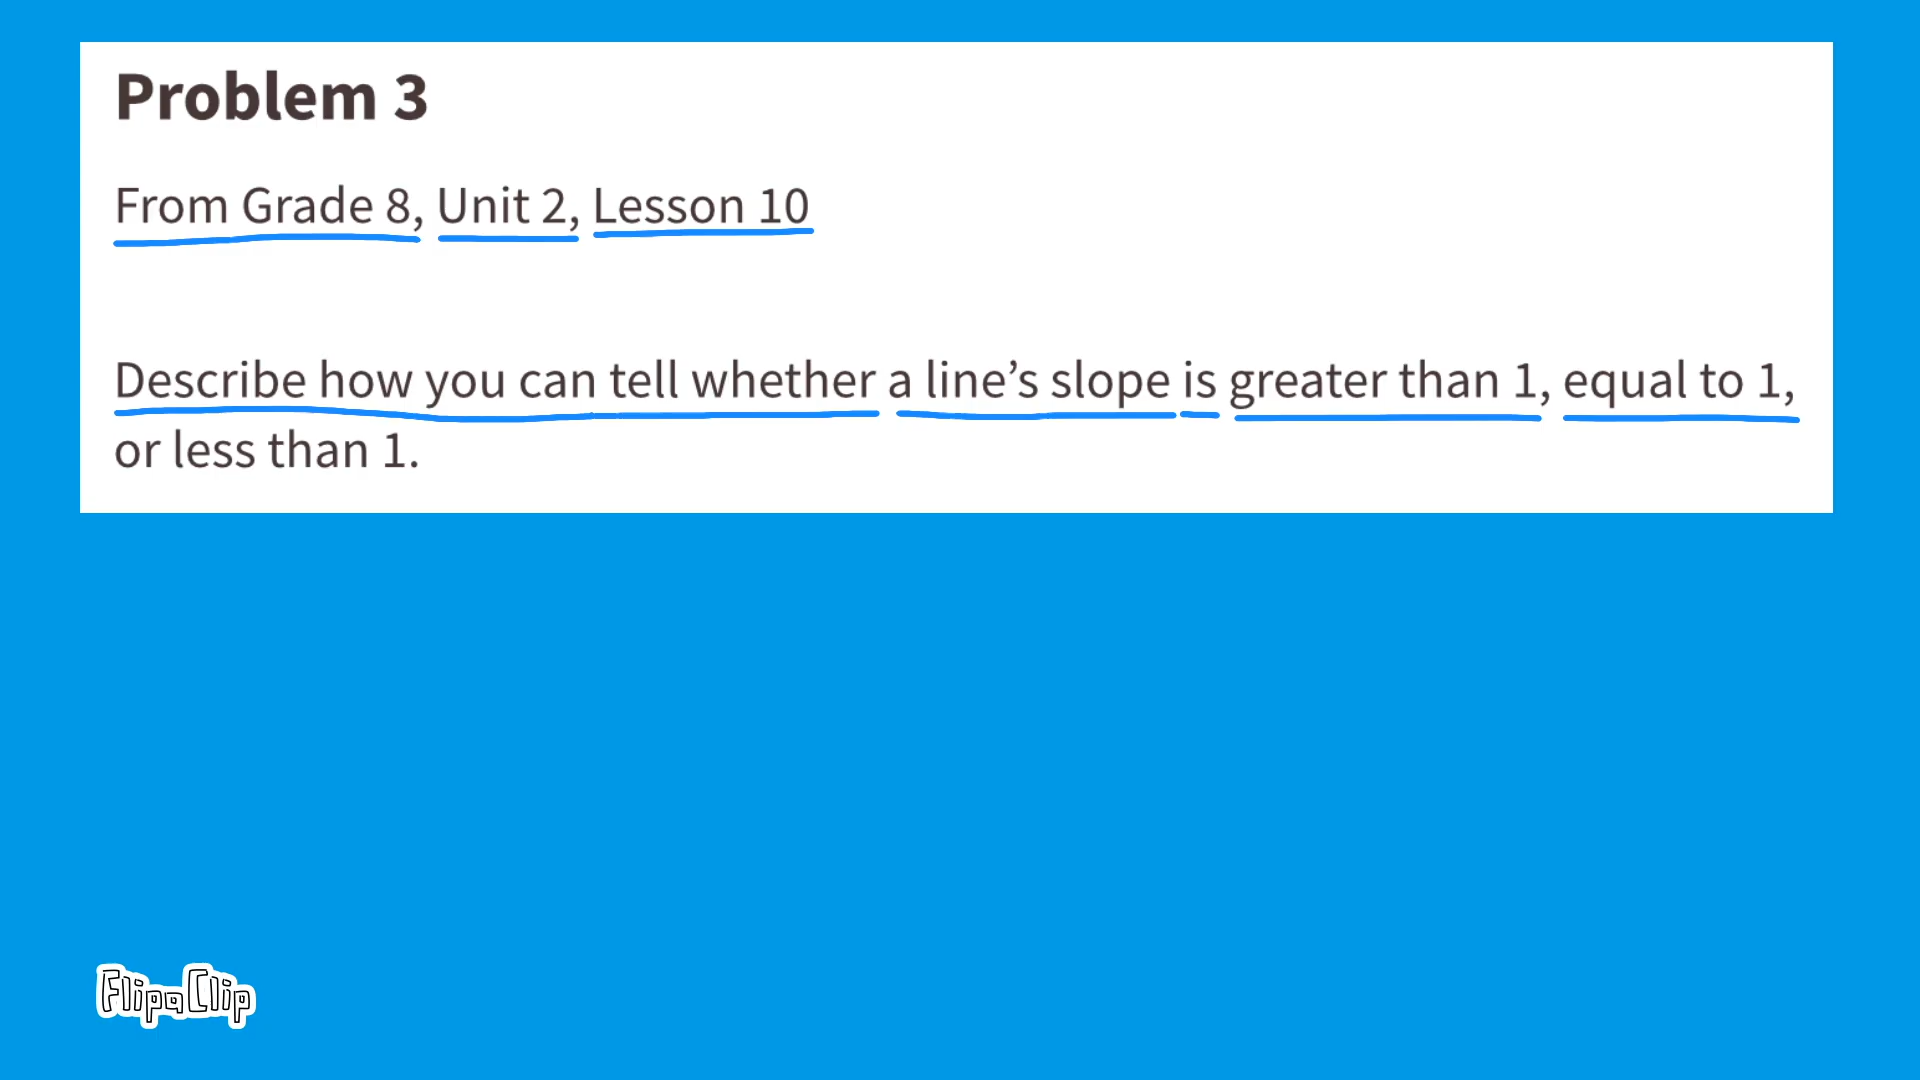 Problem 3
From Grade 8, Unit 2, Lesson 10
Describe how you can tell whether a line’s slope is greater than 1, equal to 1,
or less than 1.
FlipaClip